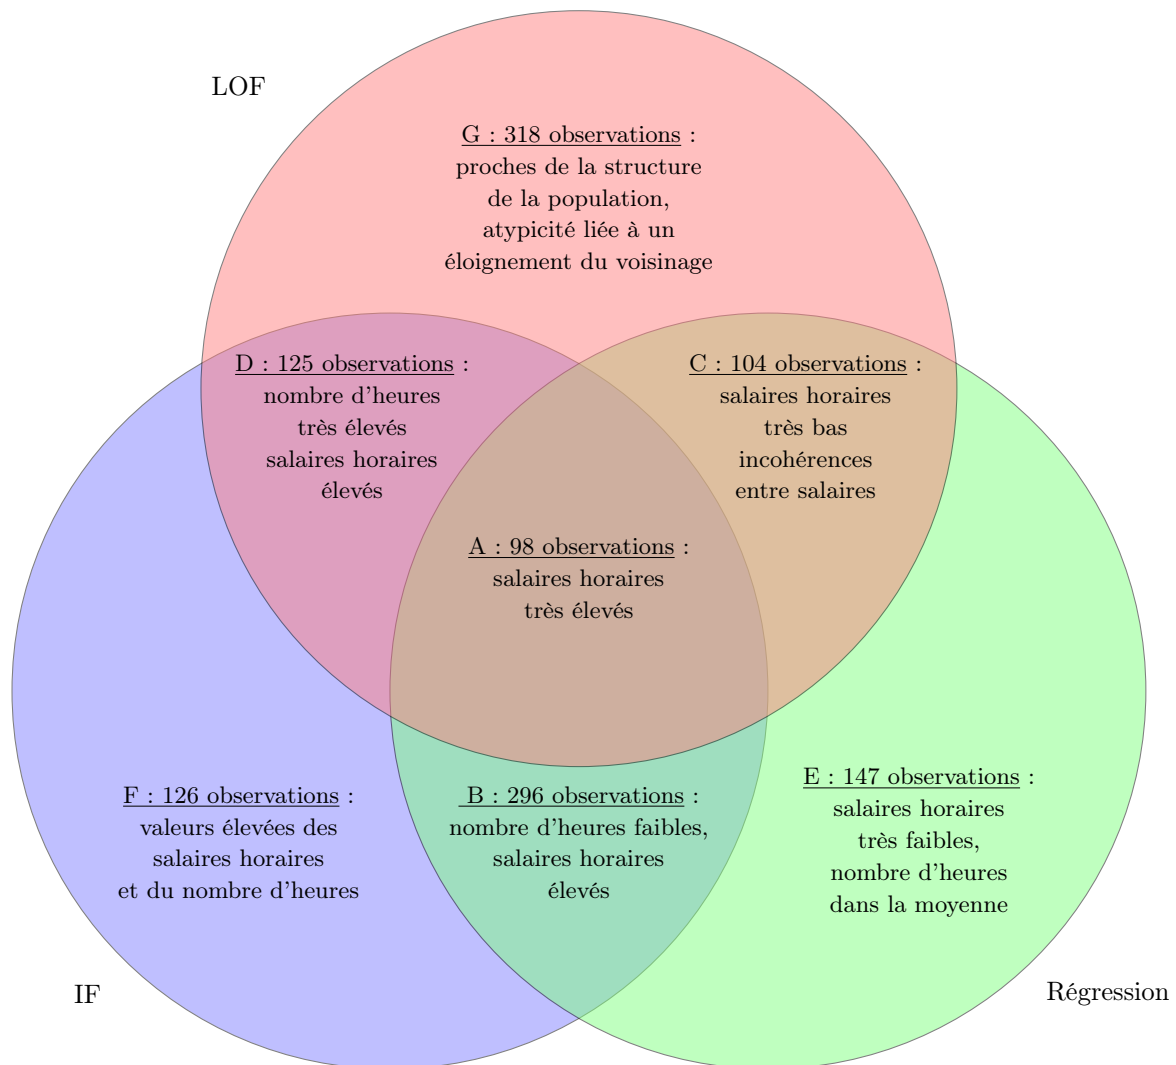 LOF
G : 318 observations :
proches de la structure
de la population,
atypicité liée à un
éloignement du voisinage
D : 125 observations :
nombre d'heures
très élevés
salaires horaires
élevés
C : 104 observations :
salaires horaires
très bas
incohérences
entre salaires
A : 98 observations :
salaires horaires
très élevés
F : 126 observations :
valeurs élevées des
salaires horaires
et du nombre d'heures
B : 296 observations :
nombre d'heures faibles,
salaires horaires
élevés
E : 147 observations :
salaires horaires
très faibles,
nombre d'heures
dans la moyenne
IF
Régression